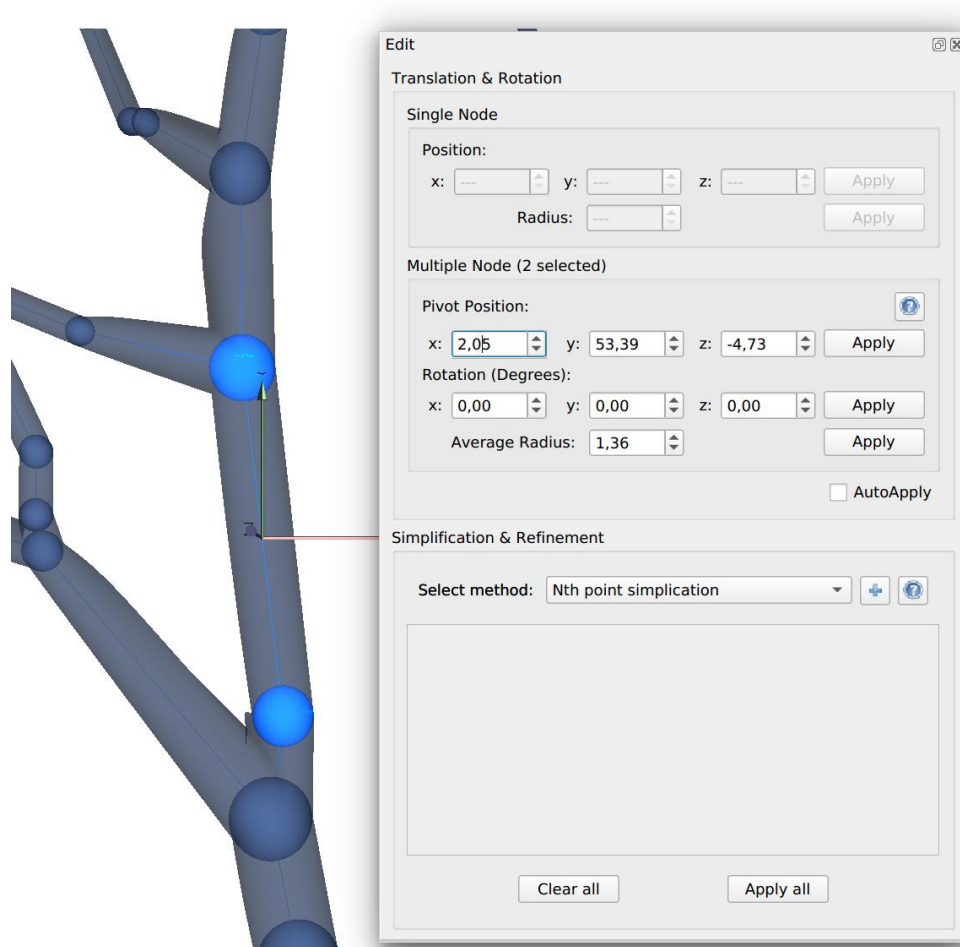 Edit
Translation & Rotation
Single Node
Position:
x: --- y: --- z: --- Apply
Radius: --- Apply
Multiple Node (2 selected)
Pivot Position:
x: 2,05 y: 53,39 z: -4,73 Apply
Rotation (Degrees):
x: 0,00 y: 0,00 z: 0,00 Apply
Average Radius: 1,36 Apply
AutoApply
Simplification & Refinement
Select method: Nth point simplication
Clear all Apply all